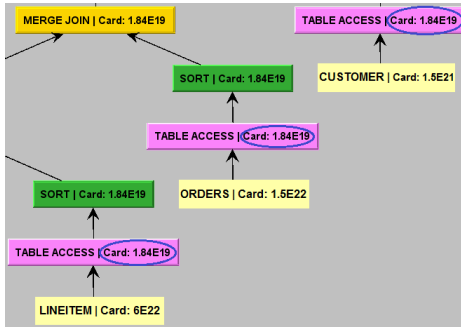 MERGE JOIN | Card: 1.84E19
TABLE ACCESS | Card: 1.84E19
SORT | Card: 1.84E19
CUSTOMER | Card: 1.5E21
TABLE ACCESS | Card: 1.84E19
SORT | Card: 1.84E19
ORDERS | Card: 1.5E22
TABLE ACCESS | Card: 1.84E19
LINEITEM | Card: 6E22